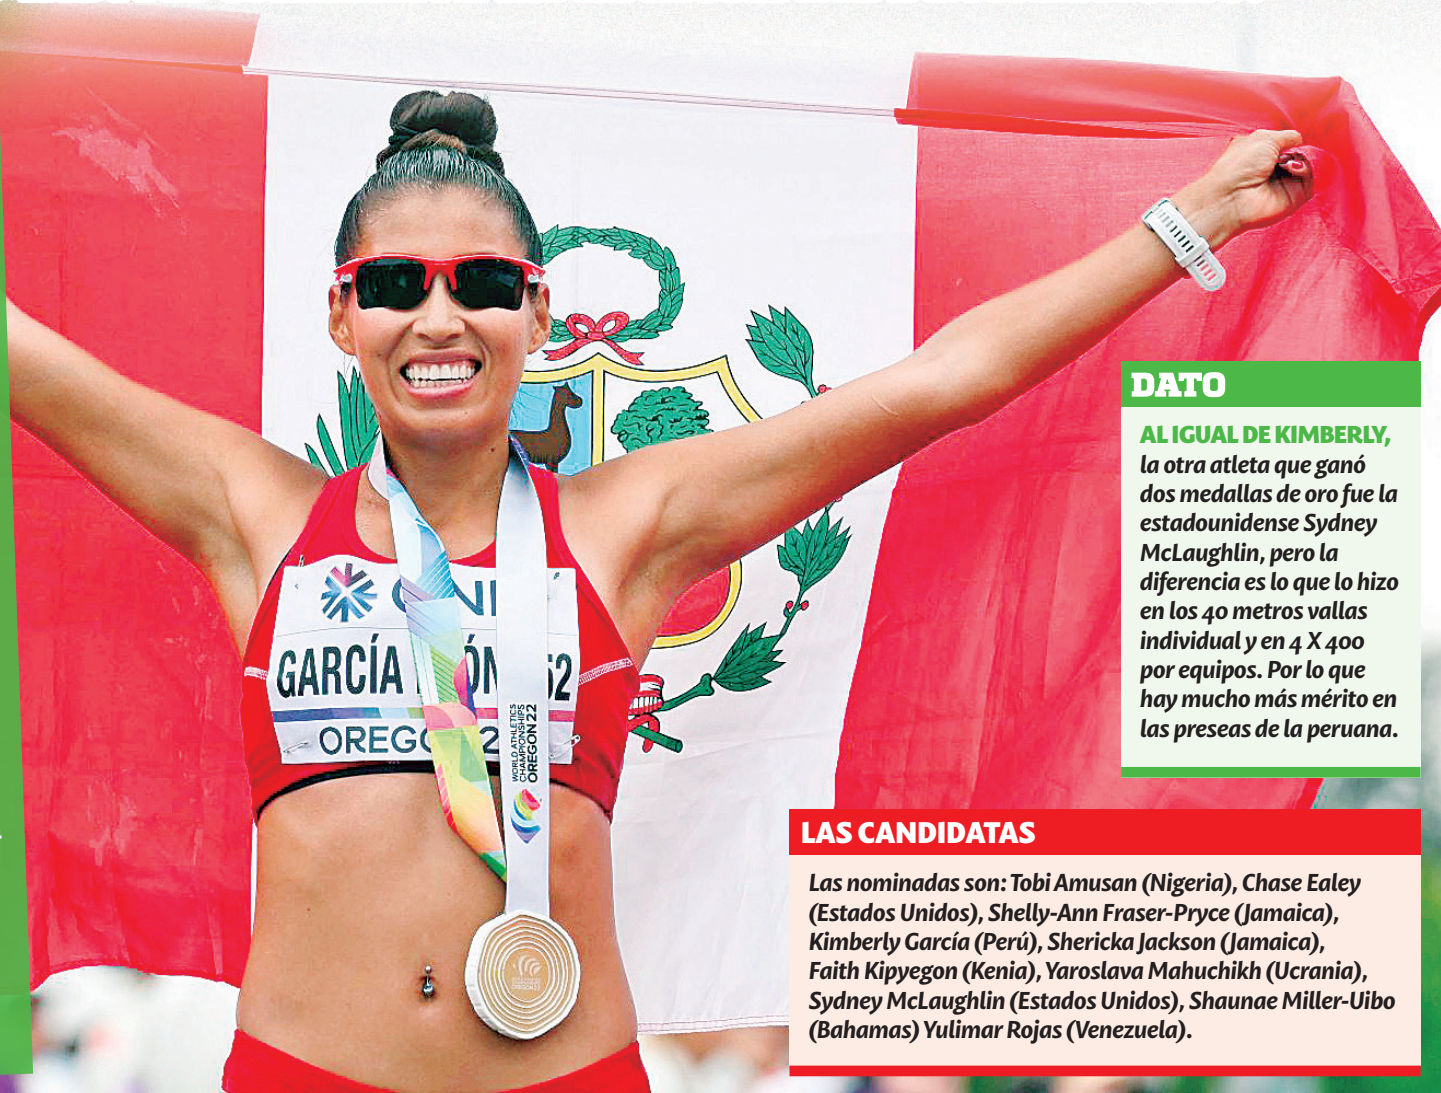 GARCÍA
52
OREG
2
WORLD ATHLETICS
CHAMPIONSHIPS
OREGON 22
DATO
AL IGUAL DE KIMBERLY,
la otra atleta que ganó
dos medallas de oro fue la
estadounidense Sydney
McLaughlin, pero la
diferencia es lo que lo hizo
en los 40 metros vallas
individual y en 4 X 400
por equipos. Por lo que
hay mucho más mérito en
las preseas de la peruana.
LAS CANDIDATAS
Las nominadas son: Tobi Amusan (Nigeria), Chase Ealey
(Estados Unidos), Shelly-Ann Fraser-Pryce (Jamaica),
Kimberly García (Perú), Shericka Jackson (Jamaica),
Faith Kipyegon (Kenia), Yaroslava Mahuchikh (Ucrania),
Sydney McLaughlin (Estados Unidos), Shaunae Miller-Uibo
(Bahamas) Yulimar Rojas (Venezuela).